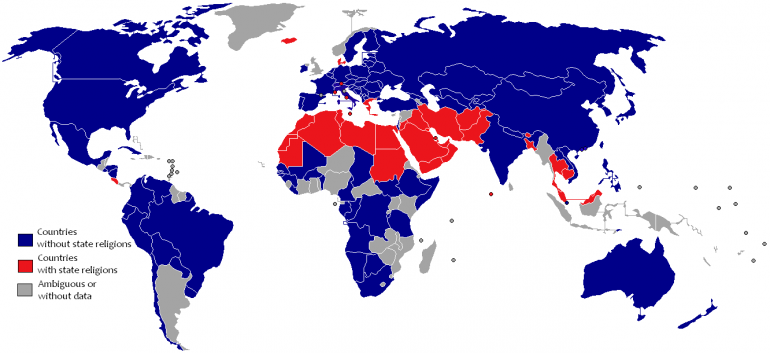 Countries
without state religions
Countries
with state religions
Ambiguous or
without data